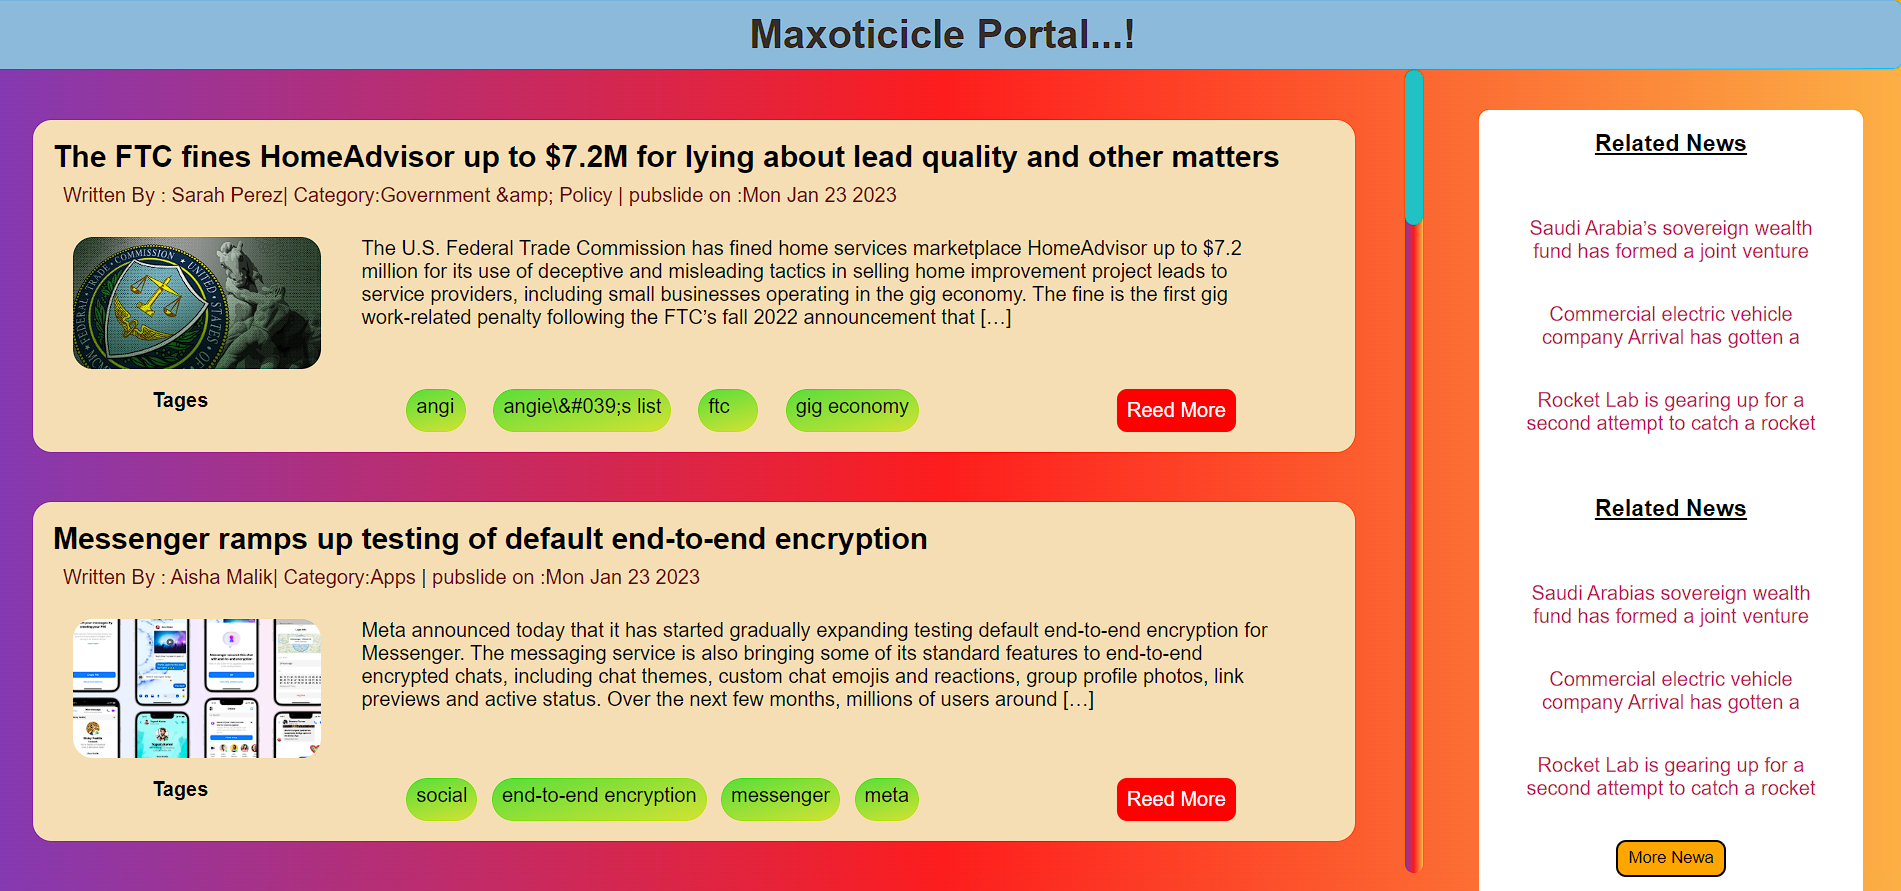 Maxoticicle Portal...!
The FTC fines HomeAdvisor up to $7.2M for lying about lead quality and other matters
Written By : Sarah Perez| Category:Government &amp; Policy | pubslide on :Mon Jan 23 2023
The U.S. Federal Trade Commission has fined home services marketplace HomeAdvisor up to $7.2
million for its use of deceptive and misleading tactics in selling home improvement project leads to
service providers, including small businesses operating in the gig economy. The fine is the first gig
work-related penalty following the FTC’s fall 2022 announcement that […]
Tages
angi
angie\&#039;s list
ftc
gig economy
Reed More
Messenger ramps up testing of default end-to-end encryption
Written By : Aisha Malik| Category:Apps | pubslide on :Mon Jan 23 2023
Meta announced today that it has started gradually expanding testing default end-to-end encryption for
Messenger. The messaging service is also bringing some of its standard features to end-to-end
encrypted chats, including chat themes, custom chat emojis and reactions, group profile photos, link
previews and active status. Over the next few months, millions of users around […]
Tages
social
end-to-end encryption
messenger
meta
Reed More
Related News
Saudi Arabia’s sovereign wealth
fund has formed a joint venture
Commercial electric vehicle
company Arrival has gotten a
Rocket Lab is gearing up for a
second attempt to catch a rocket
Related News
Saudi Arabias sovereign wealth
fund has formed a joint venture
Commercial electric vehicle
company Arrival has gotten a
Rocket Lab is gearing up for a
second attempt to catch a rocket
More Newa